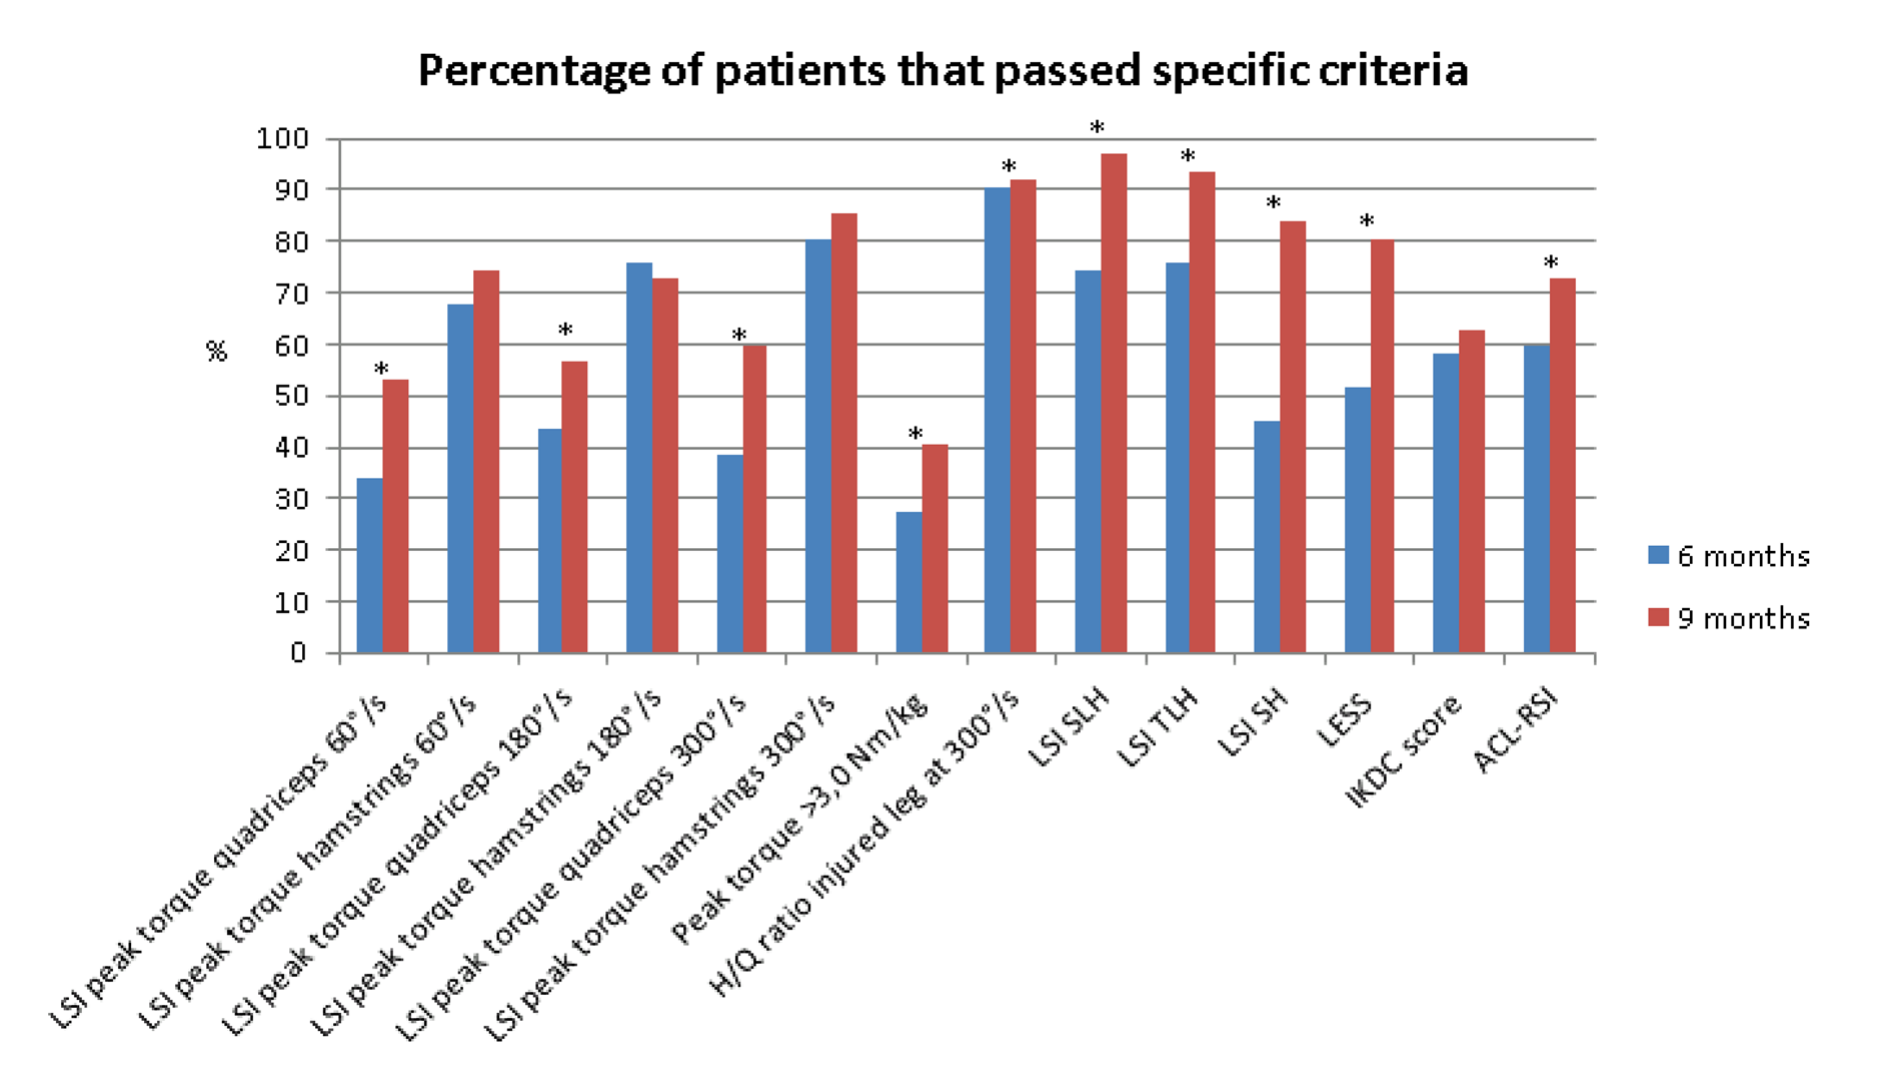 Percentage of patients that passed specific criteria
100
90
80
70
60
50
40
30
20
10
0
%
* * * * * * * * * *
LSI peak torque quadriceps 60°/s
LSI peak torque hamstrings 60°/s
LSI peak torque quadriceps 180°/s
LSI peak torque hamstrings 180°/s
LSI peak torque quadriceps 300°/s
LSI peak torque hamstrings 300°/s
Peak torque >3,0 Nm/kg
H/Q ratio injured leg at 300°/s
LSI SLH
LSI TLH
LSI SH
LESS
IKDC score
ACL-RSI
6 months
9 months